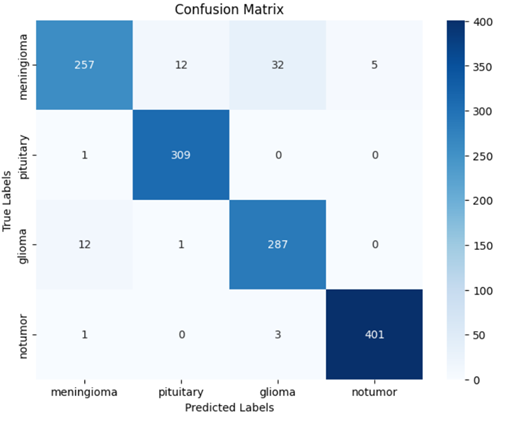 Confusion Matrix
True Labels
meningioma
257 12 32 5
pituitary
1 309 0 0
glioma
12 1 287 0
notumor
1 0 3 401
meningioma pituitary glioma notumor
Predicted Labels
400
350
300
250
200
150
100
50
0